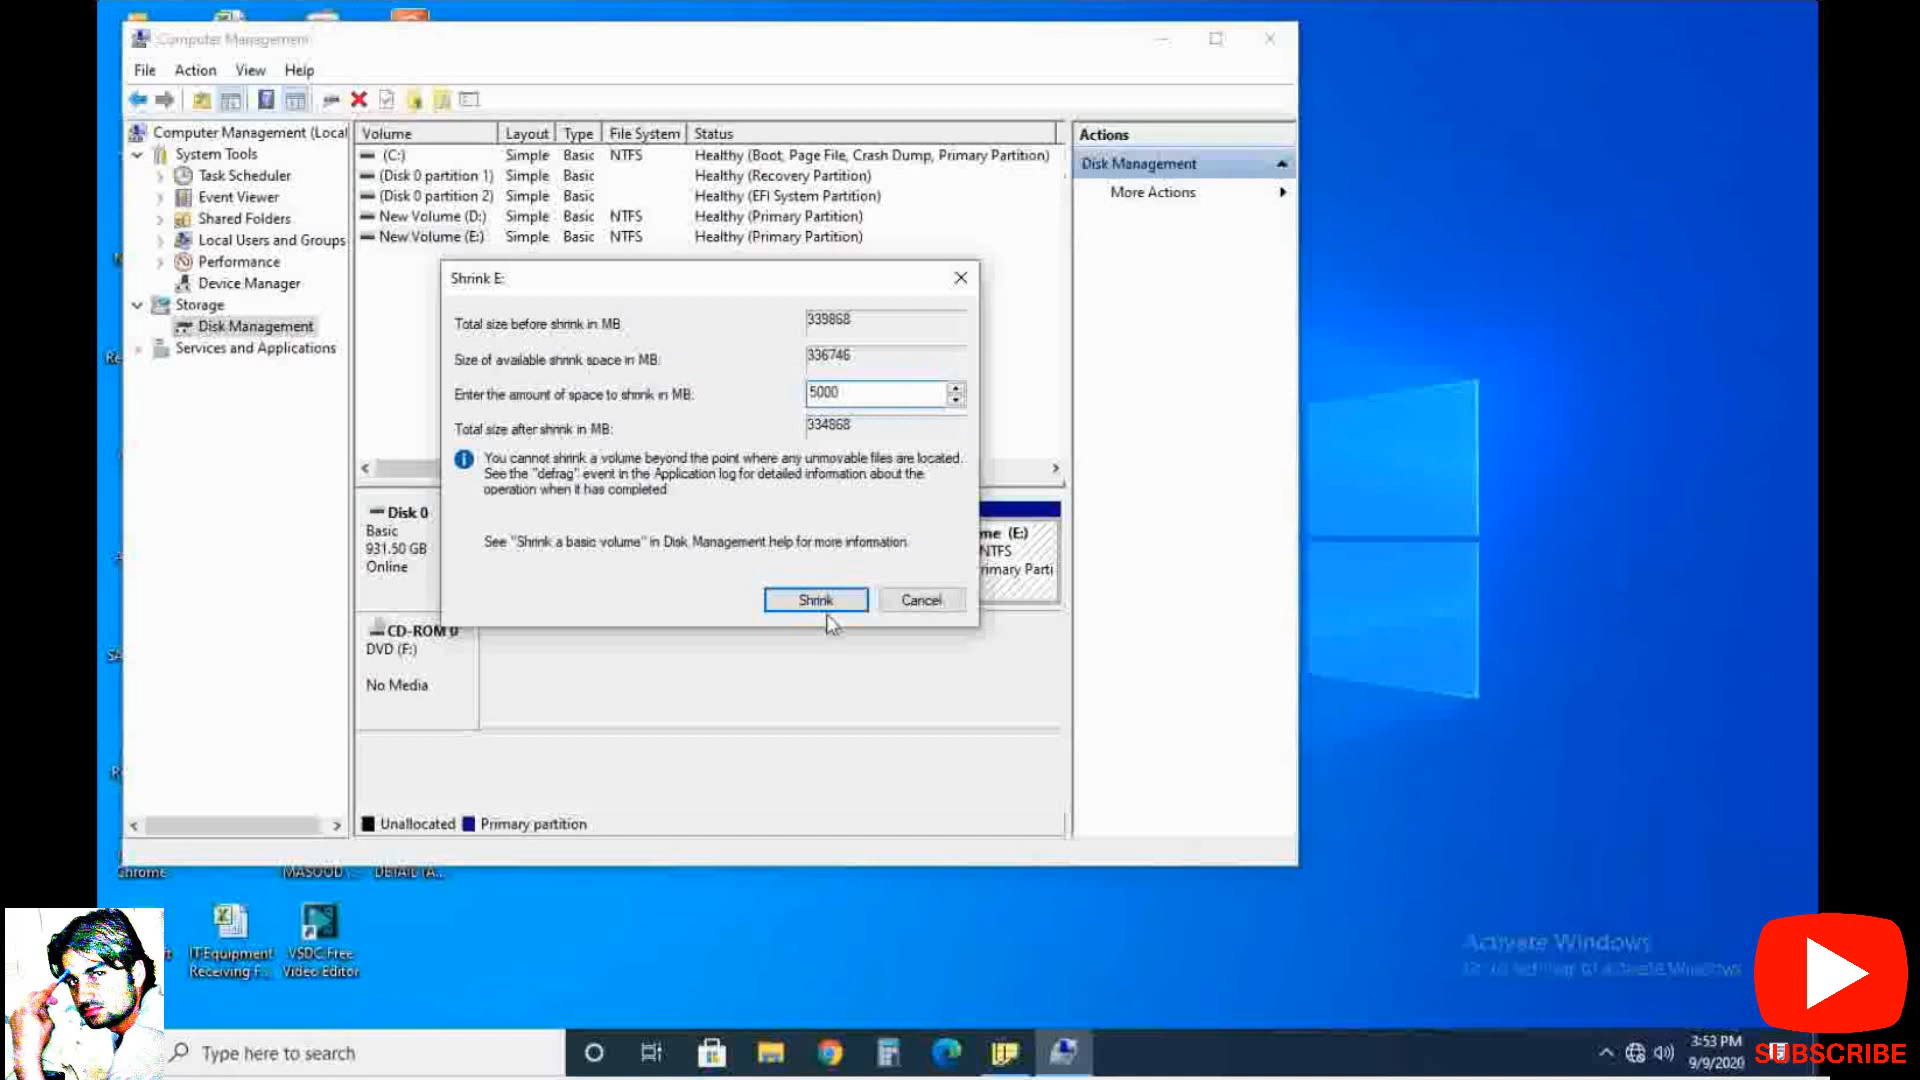 Computer Management
File Action View Help
Computer Management (Local
System Tools
Task Scheduler
Event Viewer
Shared Folders
Local Users and Groups
Performance
Device Manager
Storage
Disk Management
Services and Applications
Volume Layout Type File System Status
(C:) Simple Basic NTFS Healthy (Boot, Page File, Crash Dump, Primary Partition)
(Disk 0 partition 1) Simple Basic Healthy (Recovery Partition)
(Disk 0 partition 2) Simple Basic Healthy (EFI System Partition)
New Volume (D:) Simple Basic NTFS Healthy (Primary Partition)
New Volume (E:) Simple Basic NTFS Healthy (Primary Partition)
Actions
Disk Management
More Actions
Shrink E:
Total size before shrink in MB: 339868
Size of available shrink space in MB: 336746
Enter the amount of space to shrink in MB: 5000
Total size after shrink in MB: 334868
You cannot shrink a volume beyond the point where any unmovable files are located.
See the "defrag" event in the Application log for detailed information about the
operation when it has completed.
See "Shrink a basic volume" in Disk Management help for more information
Shrink Cancel
Disk 0
Basic
931.50 GB
Online
me (E:)
NTFS
rimary Parti
CD-ROM 0
DVD (F:)
No Media
Unallocated Primary partition
chrome MASOOD DETAIL (A...
IT Equipment
Receiving F...
VSDC Free
Video Editor
Activate Windows
Go to settings to activate Windows
Type here to search
3:53 PM
9/9/2020
SUBSCRIBE